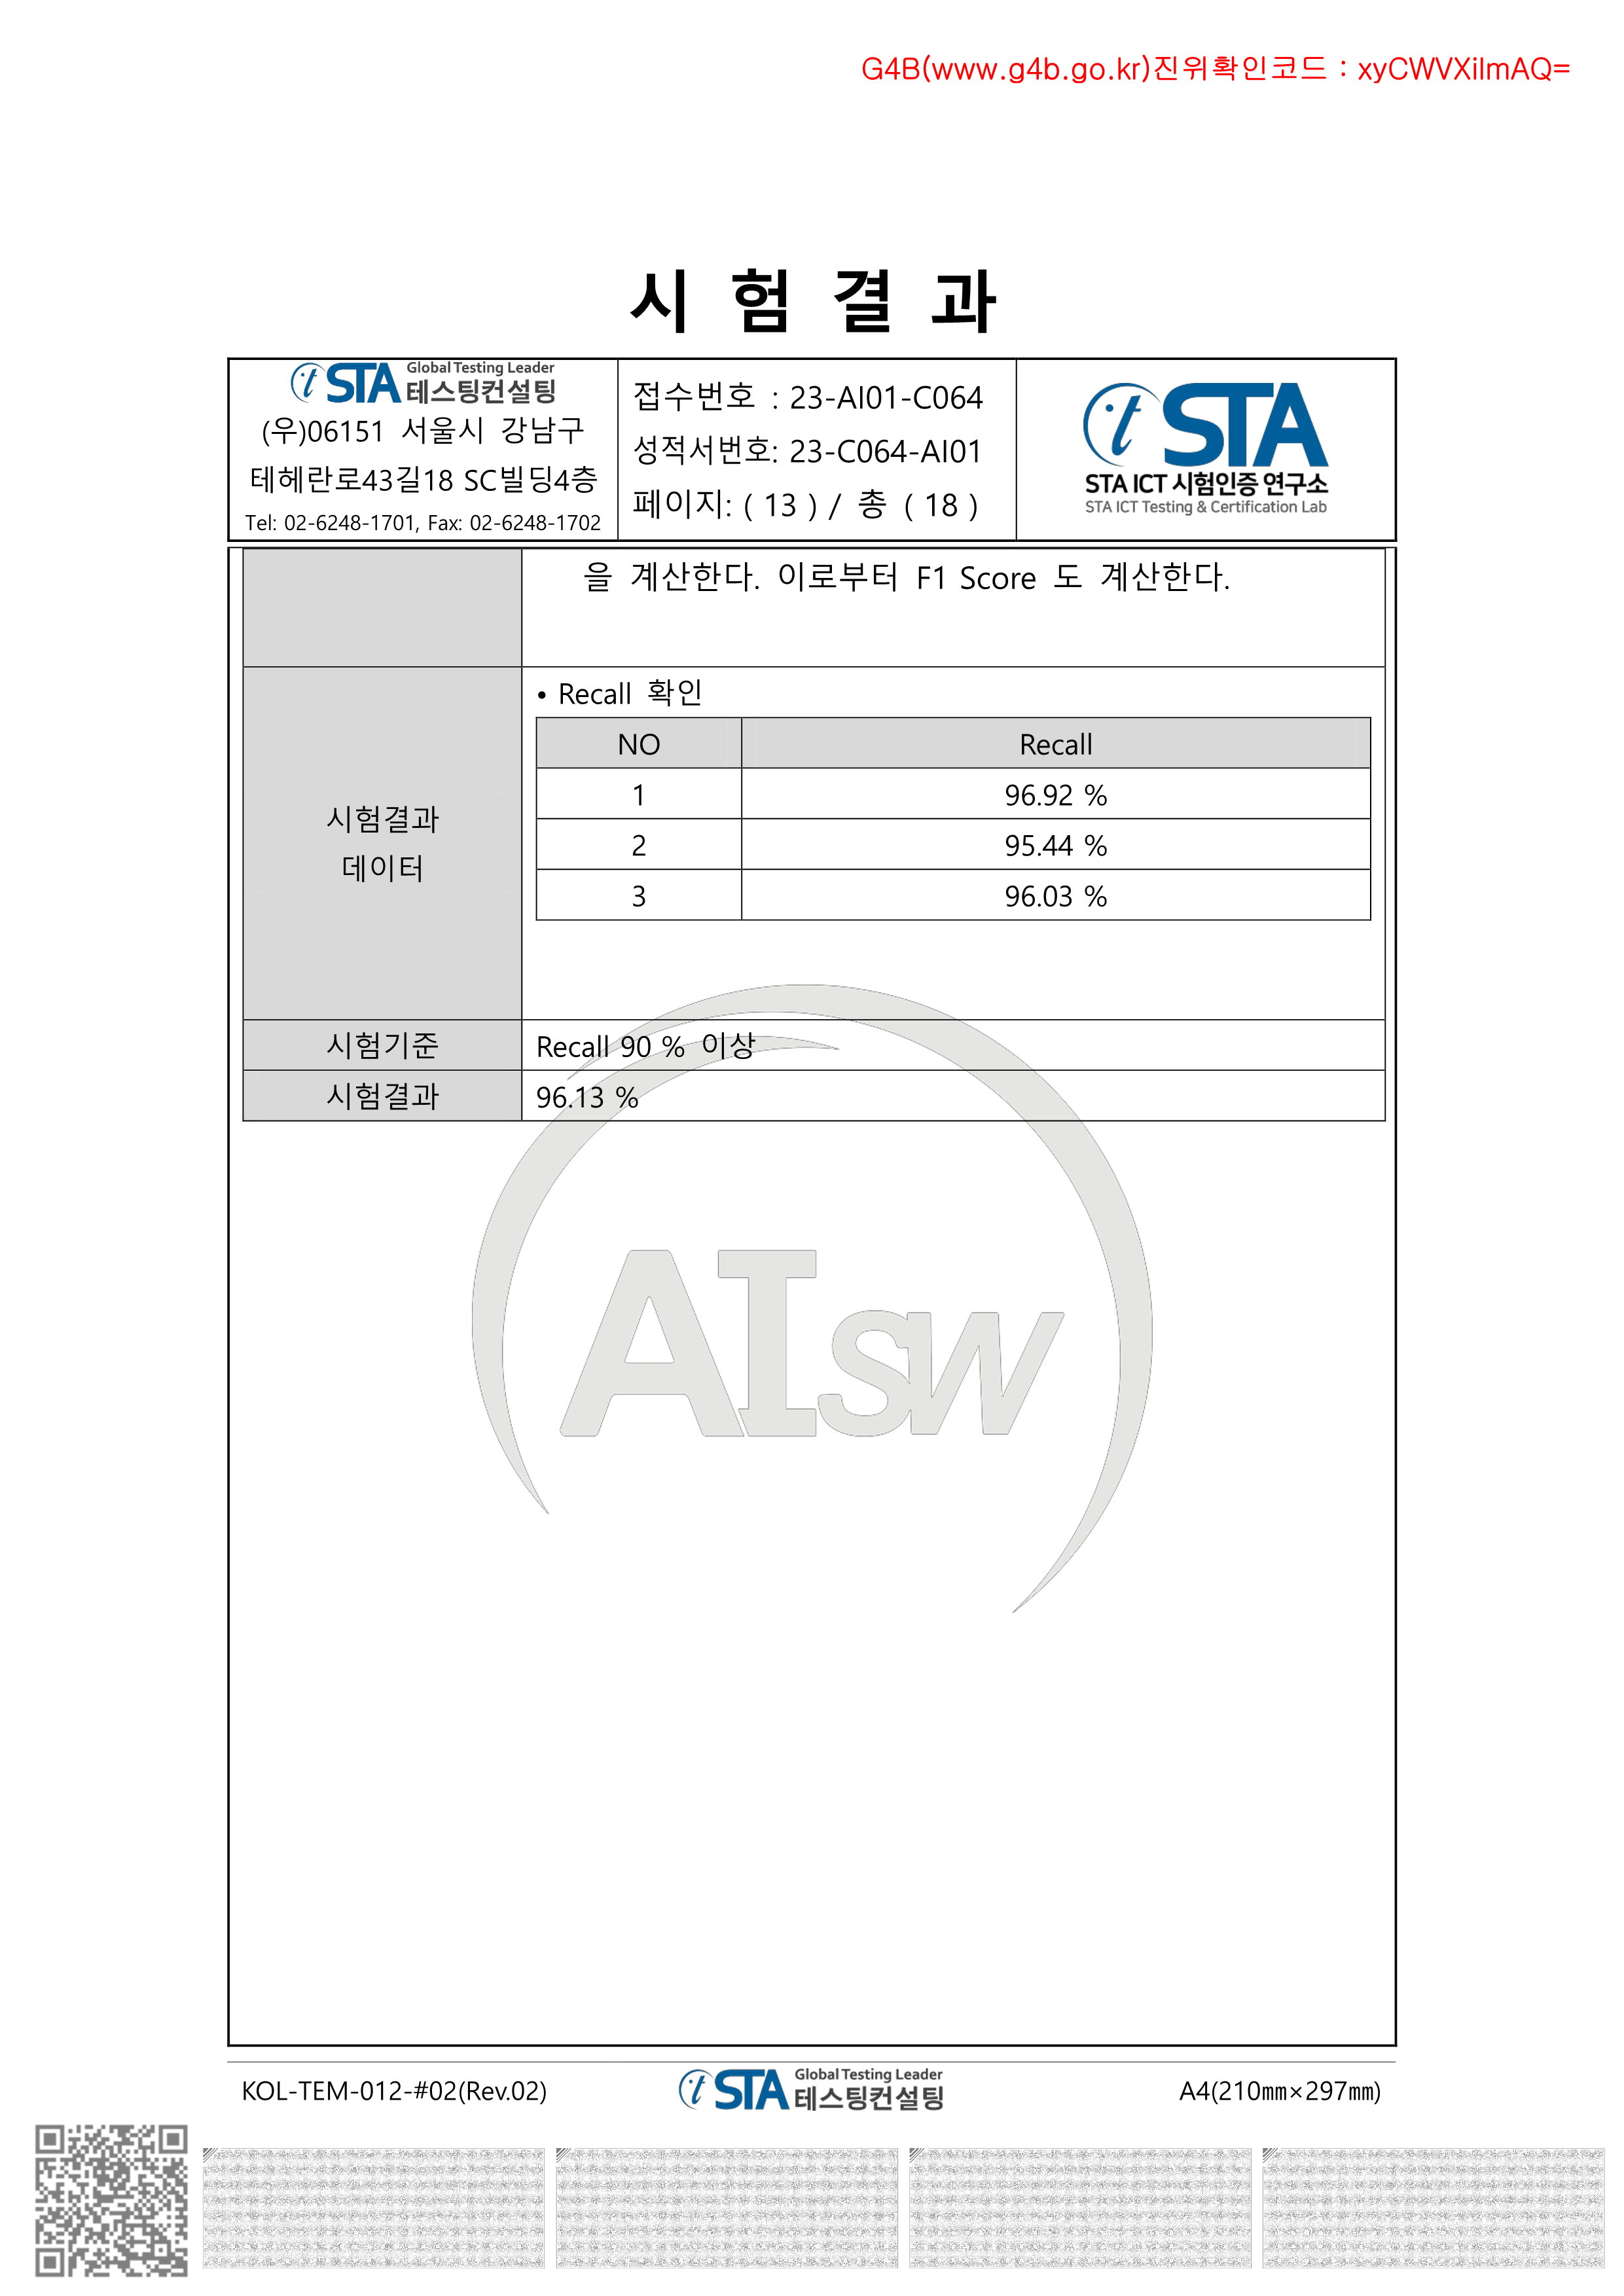 G4B(www.g4b.go.kr)진위확인코드 : xyCWVXiImAQ=
시 험 결 과
t STA Global Testing Leader
테스팅컨설팅
(우)06151 서울시 강남구
테헤란로43길18 SC빌딩4층
Tel: 02-6248-1701, Fax: 02-6248-1702
접수번호 : 23-AI01-C064
성적서번호: 23-C064-AI01
페이지: ( 13 ) / 총 ( 18 )
t STA
STA ICT 시험인증 연구소
STA ICT Testing & Certification Lab
을 계산한다. 이로부터 F1 Score 도 계산한다.
시험결과
데이터
• Recall 확인
NO Recall
1 96.92 %
2 95.44 %
3 96.03 %
시험기준 Recall 90 % 이상
시험결과 96.13 %
AIsw
KOL-TEM-012-#02(Rev.02)
t STA Global Testing Leader
테스팅컨설팅
A4(210㎜×297㎜)